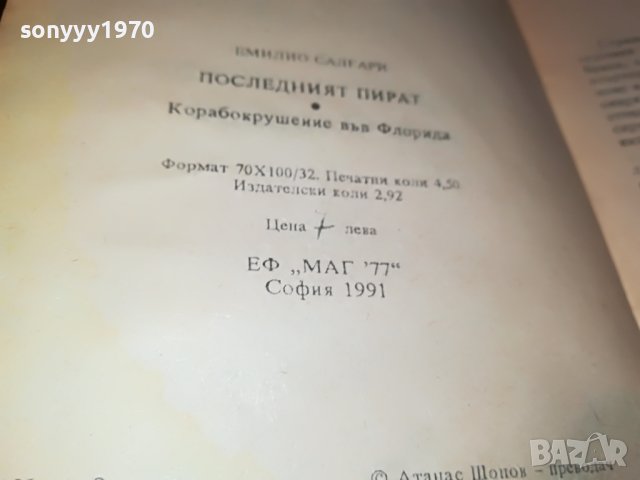 sonyyy1970
ЕМИЛИО САЛГАРИ
ПОСЛЕДНИЯТ ПИРАТ
•
Корабокрушение във Флорида
Формат 70X100/32. Печатни коли 4,50.
Издателски коли 2,92
Цена лева
ЕФ „МАГ '77“
София 1991
© Атанас Шопов – преводач
BAZAR